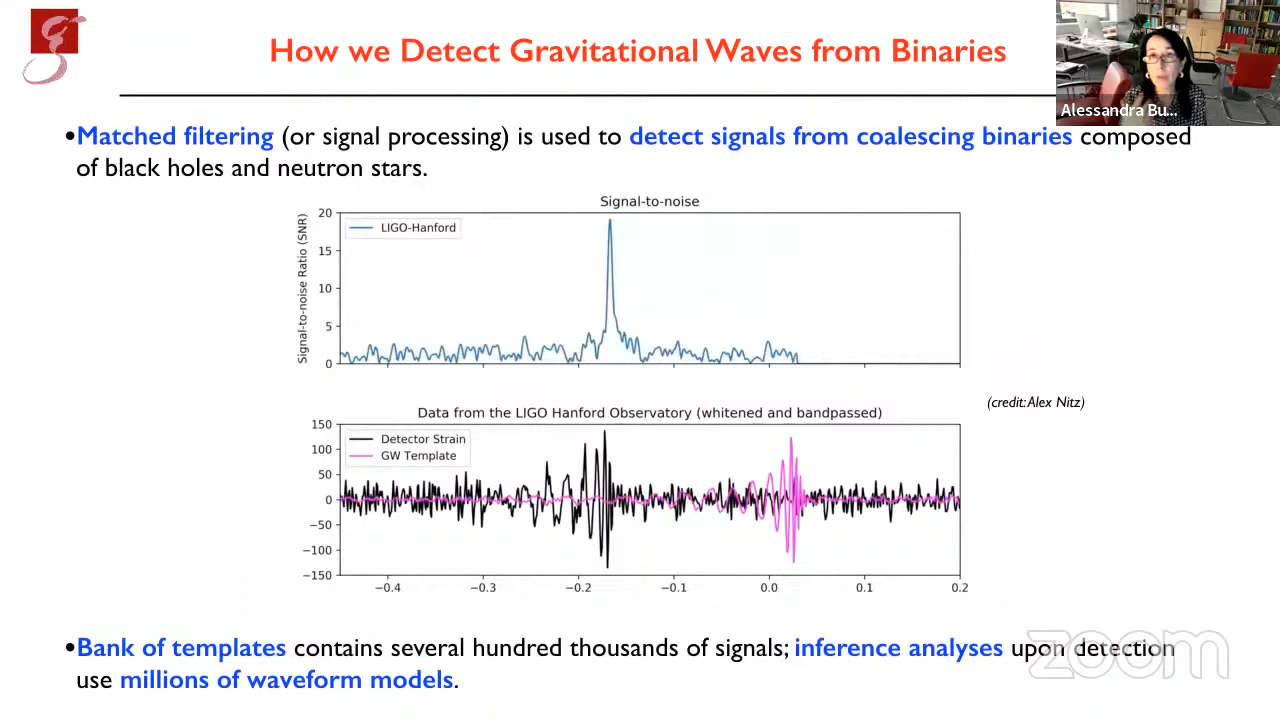 How we Detect Gravitational Waves from Binaries
Alessandra Bu...
•Matched filtering (or signal processing) is used to detect signals from coalescing binaries composed
of black holes and neutron stars.
Signal-to-noise
Signal-to-noise Ratio (SNR)
20
15
10
5
0
LIGO-Hanford
(credit: Alex Nitz)
Data from the LIGO Hanford Observatory (whitened and bandpassed)
150
100
50
0
−50
−100
−150
Detector Strain
GW Template
−0.4 −0.3 −0.2 −0.1 0.0 0.1 0.2
•Bank of templates contains several hundred thousands of signals; inference analyses upon detection
use millions of waveform models.
zoom